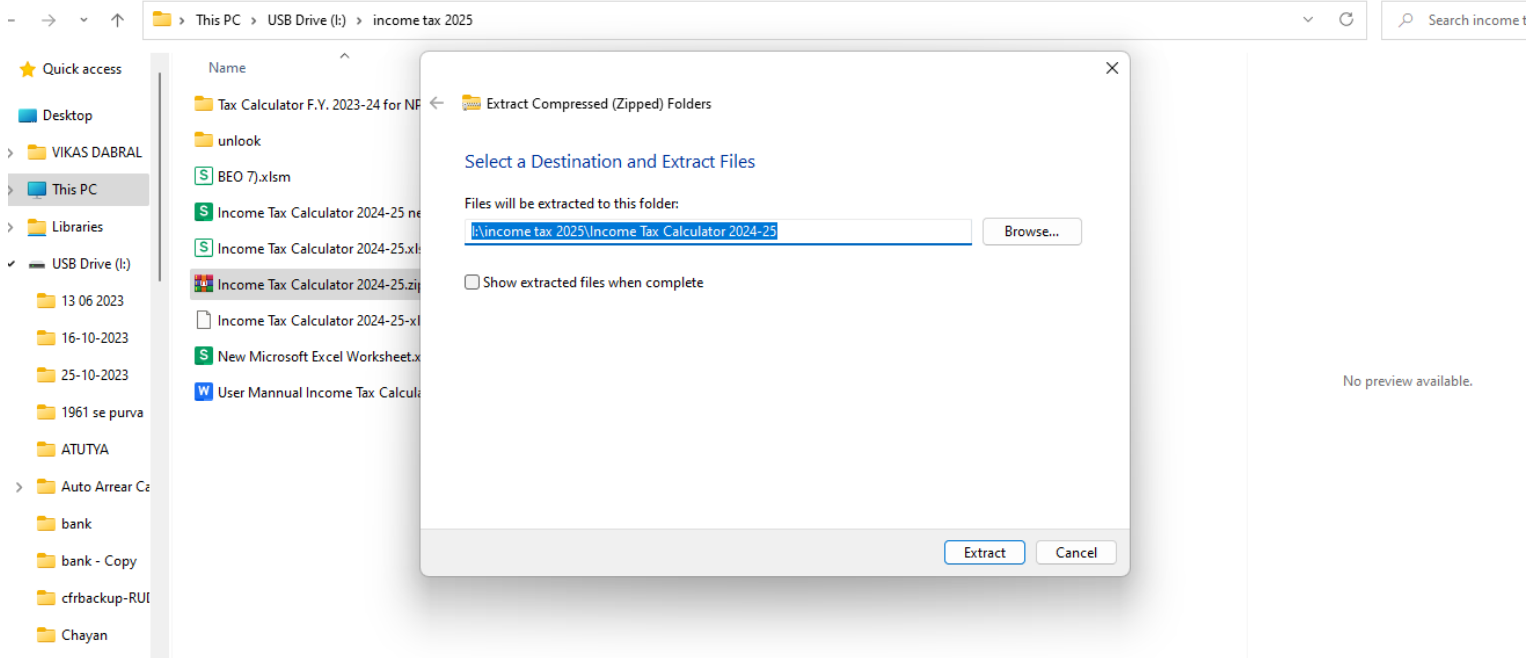 This PC > USB Drive (I:) > income tax 2025
Search income t
Quick access
Desktop
VIKAS DABRAL
This PC
Libraries
USB Drive (I:)
13 06 2023
16-10-2023
25-10-2023
1961 se purva
ATUTYA
Auto Arrear Ca
bank
bank - Copy
cfrbackup-RUD
Chayan
Name
Tax Calculator F.Y. 2023-24 for NP
unlook
BEO 7).xlsm
Income Tax Calculator 2024-25 ne
Income Tax Calculator 2024-25.xls
Income Tax Calculator 2024-25.zip
Income Tax Calculator 2024-25-xl
New Microsoft Excel Worksheet.x
User Mannual Income Tax Calcula
Extract Compressed (Zipped) Folders
Select a Destination and Extract Files
Files will be extracted to this folder:
I:\income tax 2025\Income Tax Calculator 2024-25
Browse...
Show extracted files when complete
Extract
Cancel
No preview available.